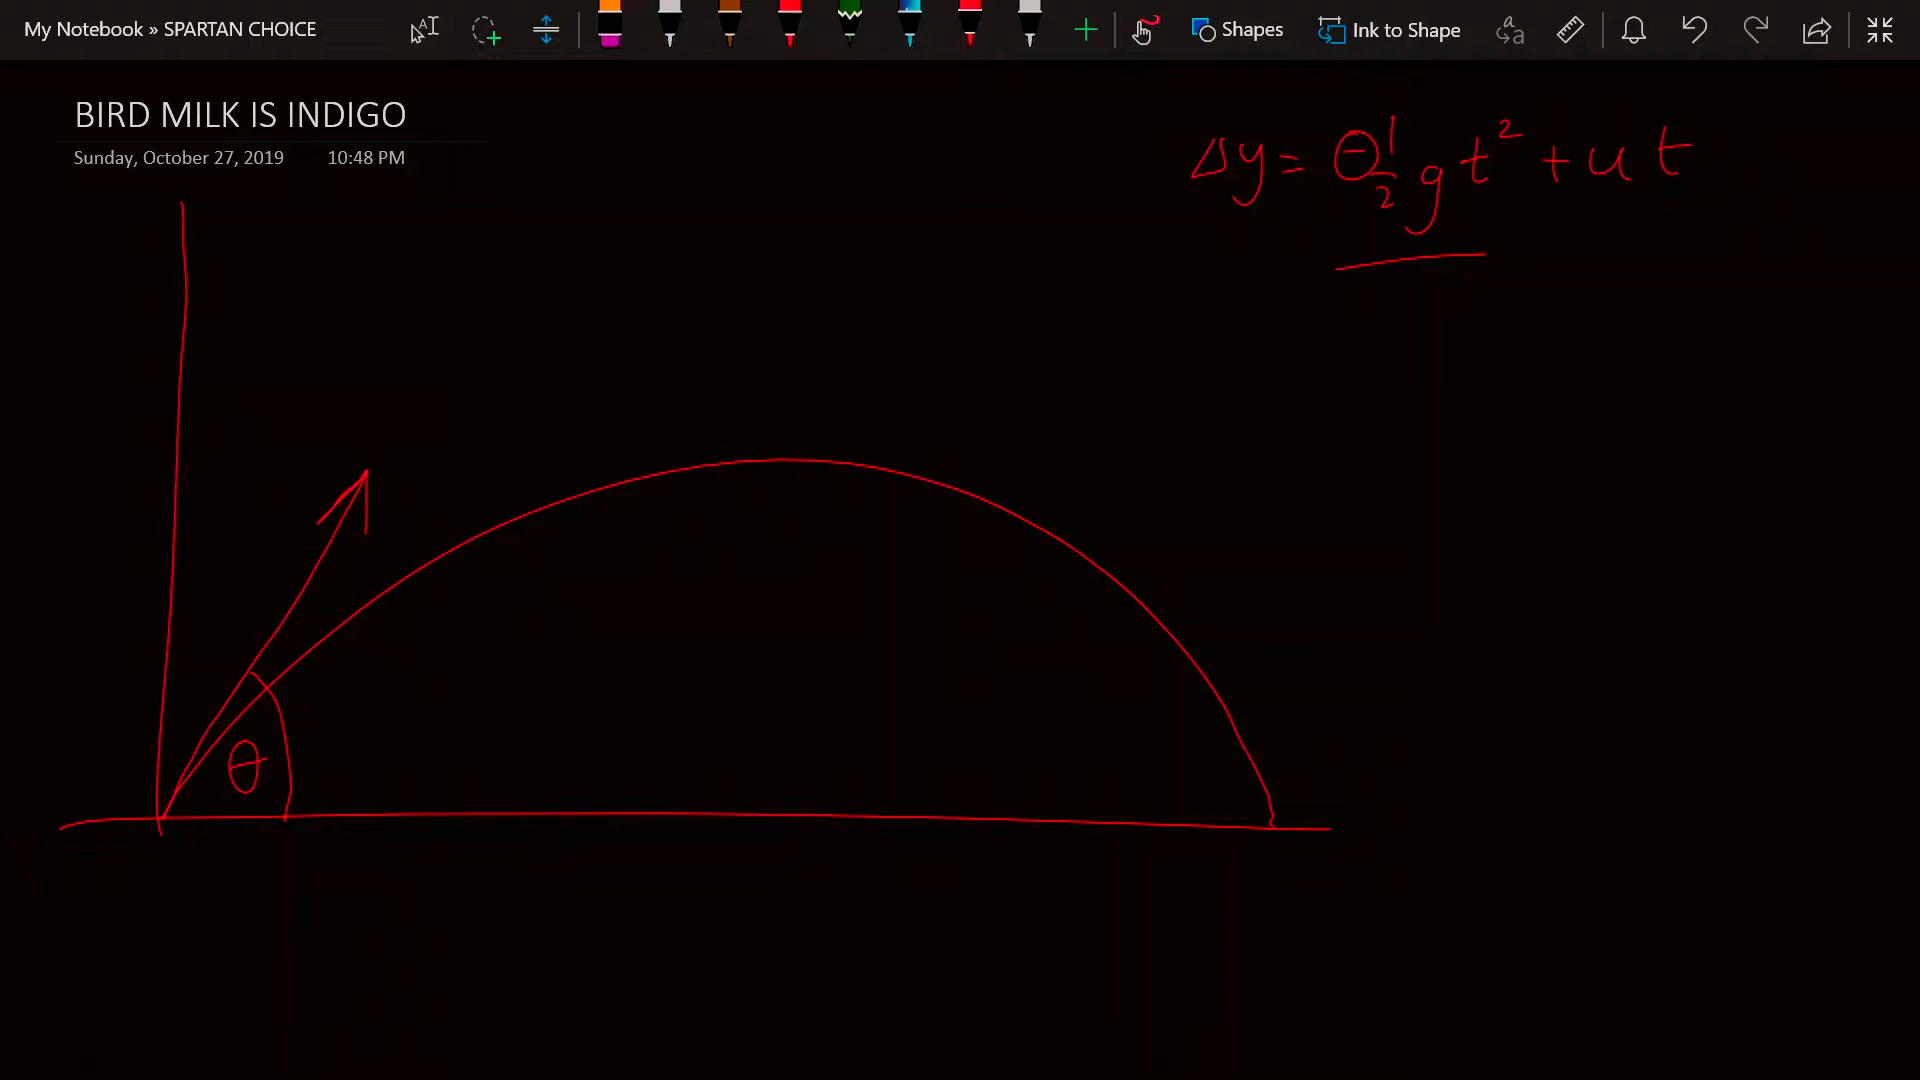 My Notebook » SPARTAN CHOICE
Shapes
Ink to Shape
BIRD MILK IS INDIGO
Sunday, October 27, 2019 10:48 PM
Δy = ⊖ 1/2 g t² + u t
θ